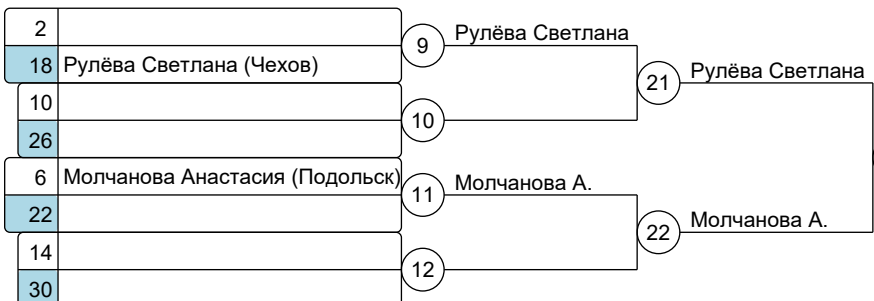 2
9 Рулёва Светлана
18 Рулёва Светлана (Чехов)
21 Рулёва Светлана
10
10
26
6 Молчанова Анастасия (Подольск)
11 Молчанова А.
22
22 Молчанова А.
14
12
30